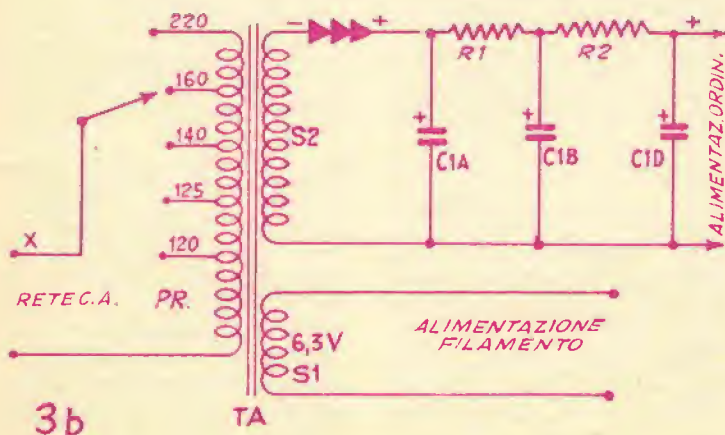 220
160
140
125
120
X
RETE C.A.
PR.
S2
- +
+
R1
R2
+
C1A
+
C1B
+
C1D
+
ALIMENTAZ. ORDIN.
6,3V
S1
ALIMENTAZIONE
FILAMENTO
3b
TA